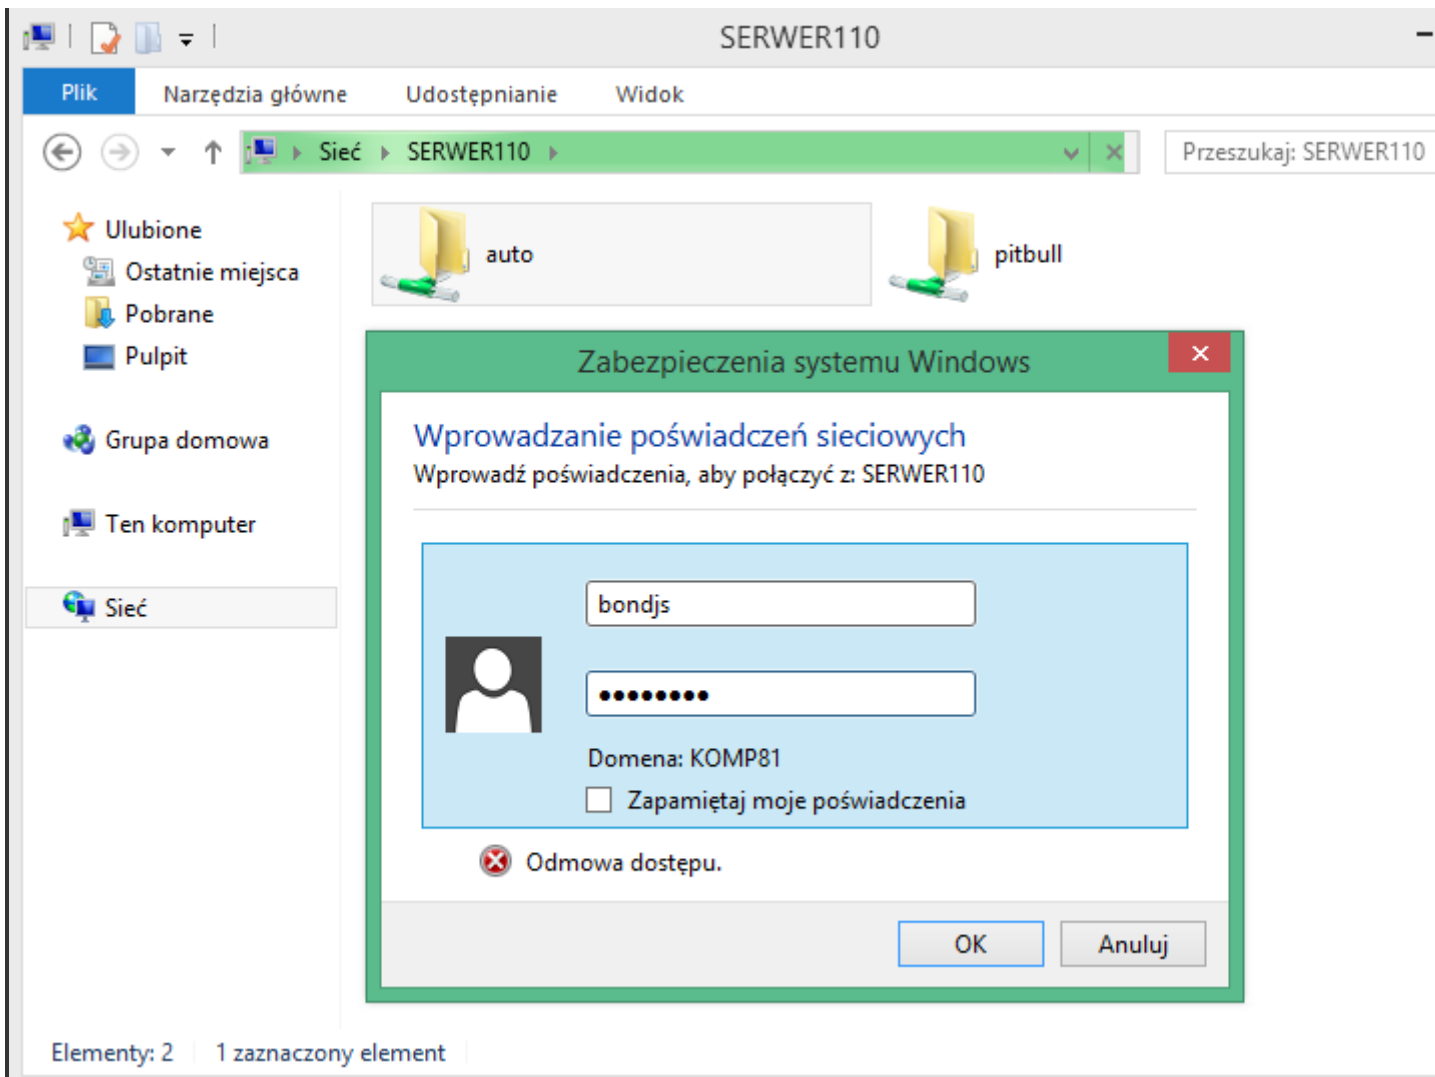 SERWER110
Plik Narzędzia główne Udostępnianie Widok
Sieć SERWER110 Przeszukaj: SERWER110
Ulubione
Ostatnie miejsca
Pobrane
Pulpit
Grupa domowa
Ten komputer
Sieć
auto pitbull
Zabezpieczenia systemu Windows
Wprowadzanie poświadczeń sieciowych
Wprowadź poświadczenia, aby połączyć z: SERWER110
bondjs
••••••••
Domena: KOMP81
Zapamiętaj moje poświadczenia
Odmowa dostępu.
OK Anuluj
Elementy: 2 1 zaznaczony element